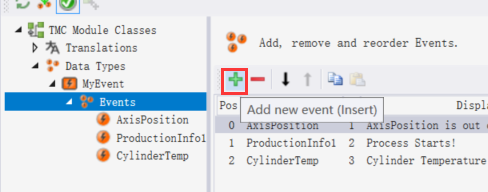 TMC Module Classes
Translations
Data Types
MyEvent
Events
AxisPosition
ProductionInfo1
CylinderTemp
Add, remove and reorder Events.
Pos
Displa
Add new event (Insert)
0 AxisPosition 1 AxisPosition is out o
1 ProductionInfo1 2 Process Starts!
2 CylinderTemp 3 Cylinder Temperature